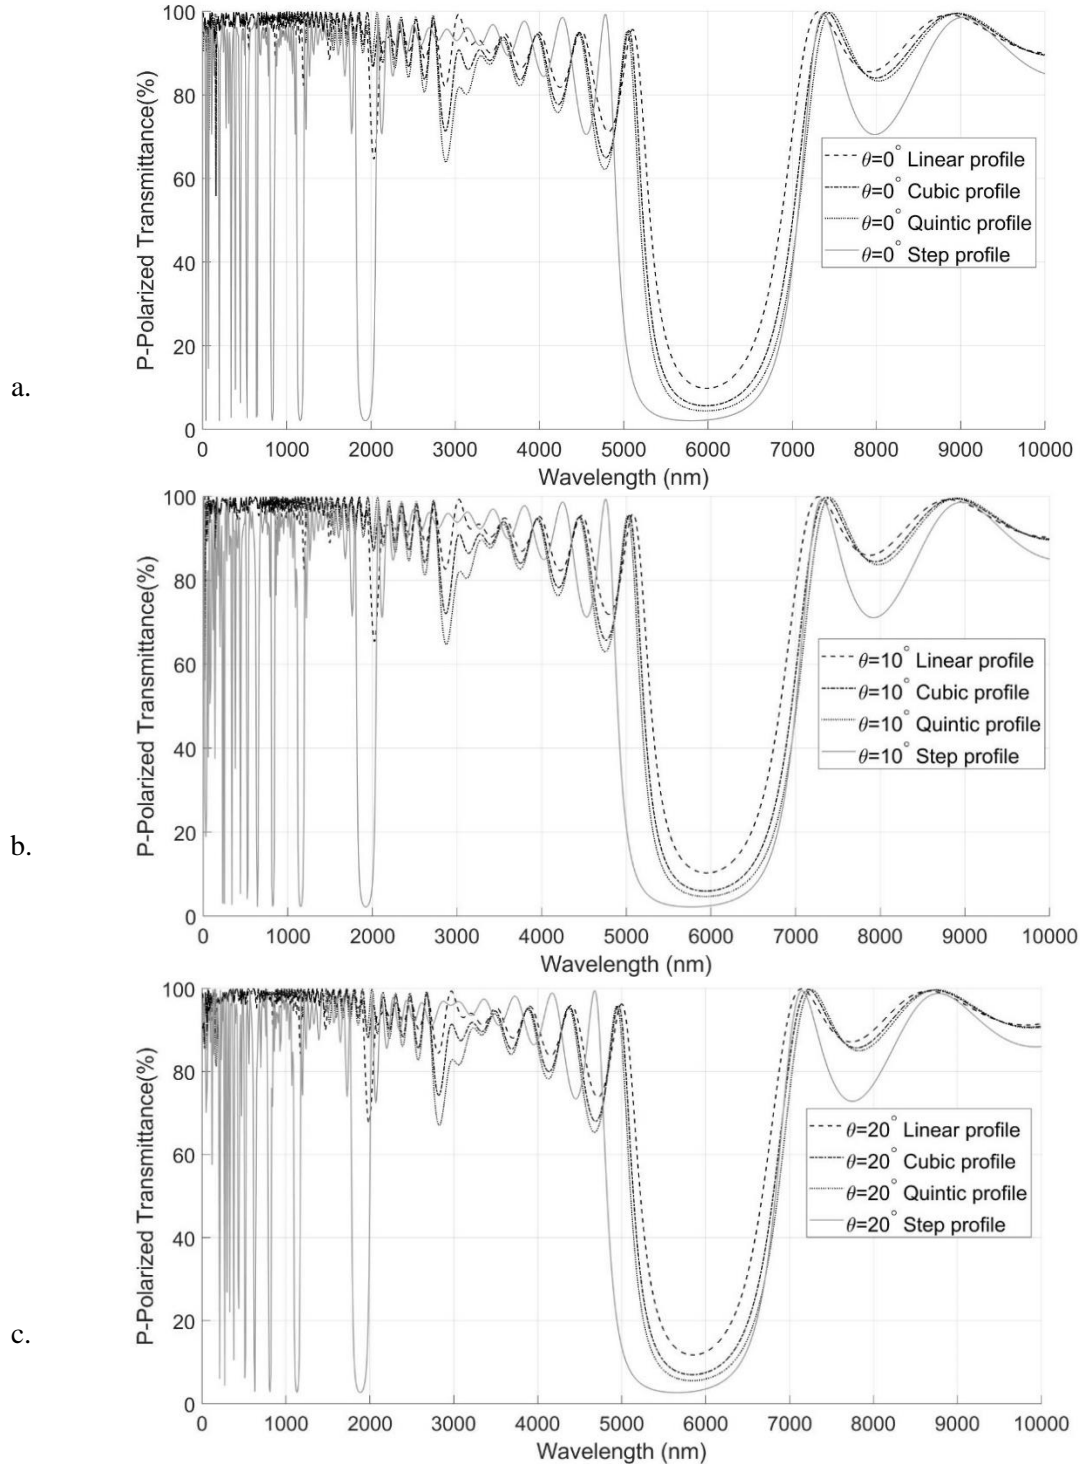 100
80
60
40
20
0
P-Polarized Transmittance(%)
θ=0° Linear profile
θ=0° Cubic profile
θ=0° Quintic profile
θ=0° Step profile
a.
0 1000 2000 3000 4000 5000 6000 7000 8000 9000 10000
Wavelength (nm)
100
80
60
40
20
0
P-Polarized Transmittance(%)
θ=10° Linear profile
θ=10° Cubic profile
θ=10° Quintic profile
θ=10° Step profile
b.
0 1000 2000 3000 4000 5000 6000 7000 8000 9000 10000
Wavelength (nm)
100
80
60
40
20
0
P-Polarized Transmittance(%)
θ=20° Linear profile
θ=20° Cubic profile
θ=20° Quintic profile
θ=20° Step profile
c.
0 1000 2000 3000 4000 5000 6000 7000 8000 9000 10000
Wavelength (nm)